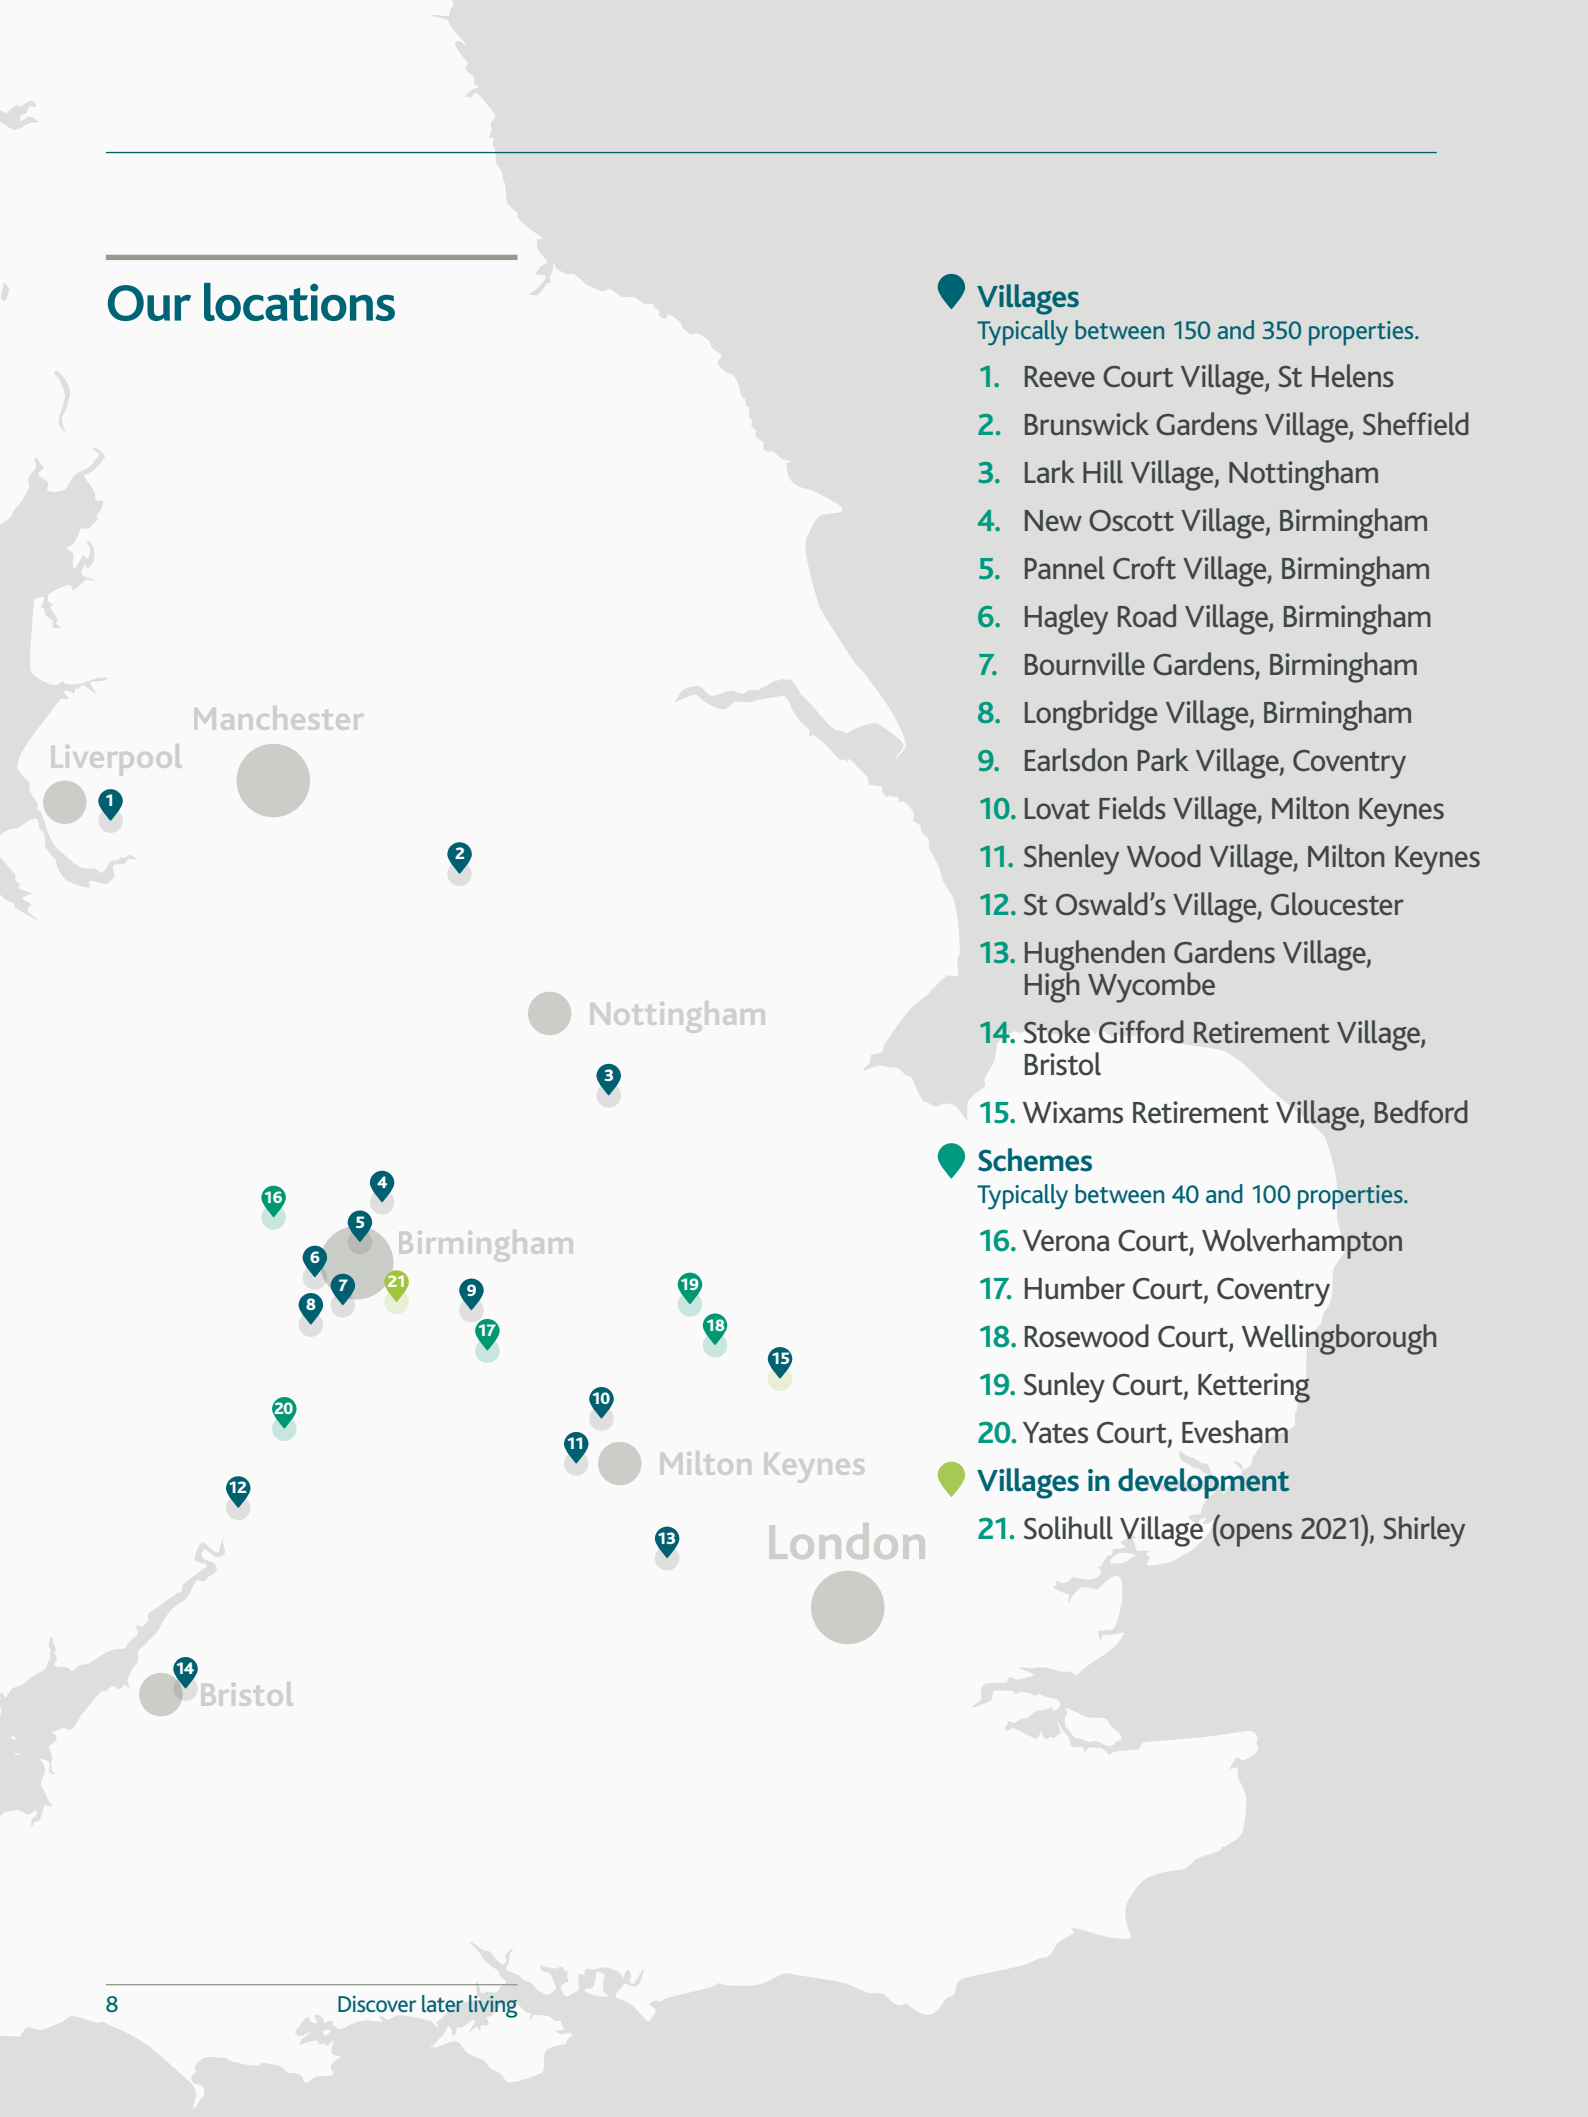 Our locations
Villages
Typically between 150 and 350 properties.
1. Reeve Court Village, St Helens
2. Brunswick Gardens Village, Sheffield
3. Lark Hill Village, Nottingham
4. New Oscott Village, Birmingham
5. Pannel Croft Village, Birmingham
6. Hagley Road Village, Birmingham
7. Bournville Gardens, Birmingham
8. Longbridge Village, Birmingham
9. Earlsdon Park Village, Coventry
10. Lovat Fields Village, Milton Keynes
11. Shenley Wood Village, Milton Keynes
12. St Oswald’s Village, Gloucester
13. Hughenden Gardens Village,
High Wycombe
14. Stoke Gifford Retirement Village,
Bristol
15. Wixams Retirement Village, Bedford
Schemes
Typically between 40 and 100 properties.
16. Verona Court, Wolverhampton
17. Humber Court, Coventry
18. Rosewood Court, Wellingborough
19. Sunley Court, Kettering
20. Yates Court, Evesham
Villages in development
21. Solihull Village (opens 2021), Shirley
Manchester
Liverpool
1
2
Nottingham
3
4
16
5
Birmingham
6
7
21
9
19
8
17
18
15
10
20
11
Milton Keynes
12
13
London
14
Bristol
8
Discover later living